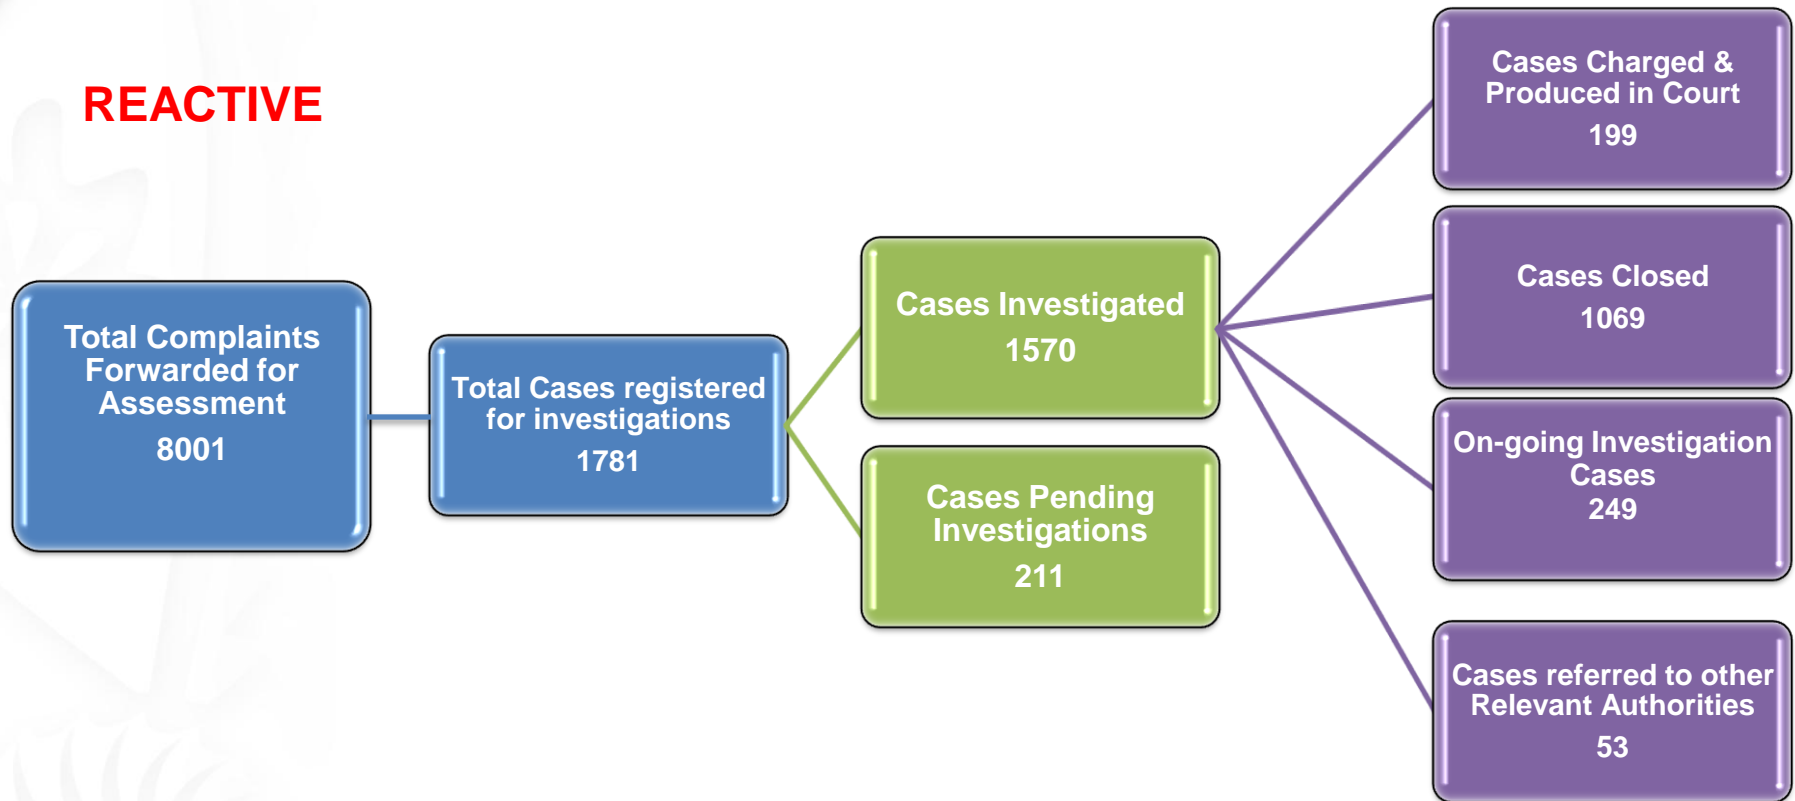 REACTIVE
Total Complaints
Forwarded for
Assessment
8001
Total Cases registered
for investigations
1781
Cases Investigated
1570
Cases Pending
Investigations
211
Cases Charged &
Produced in Court
199
Cases Closed
1069
On-going Investigation
Cases
249
Cases referred to other
Relevant Authorities
53